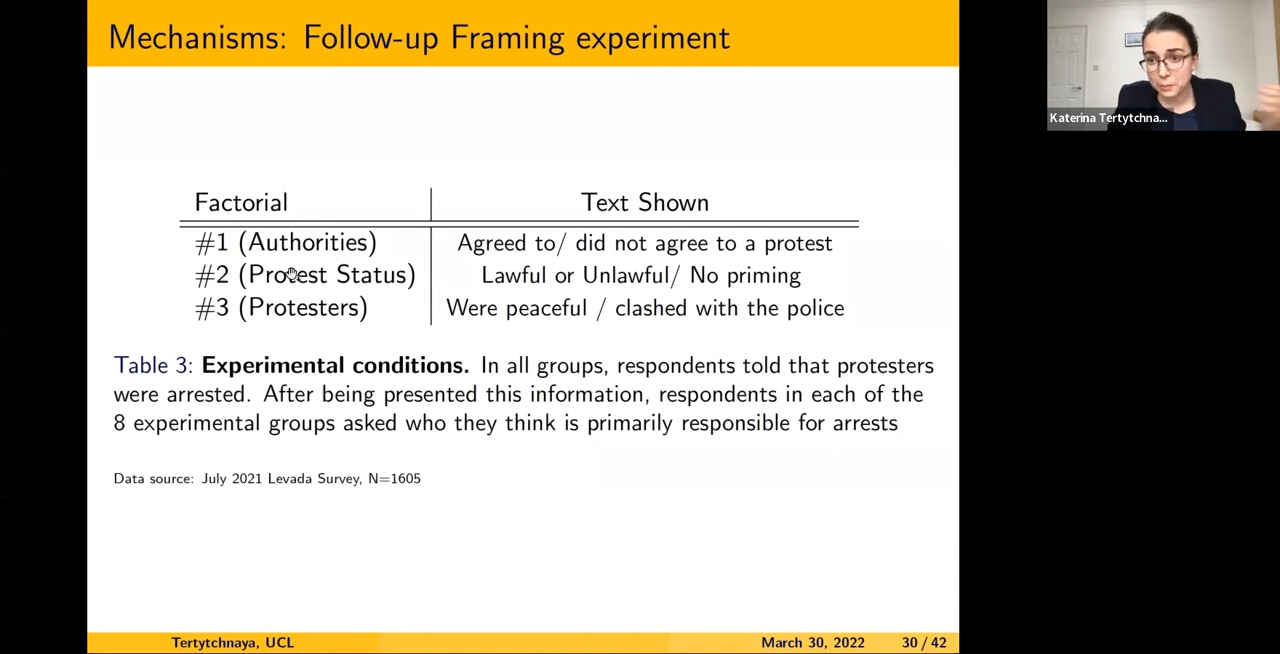 Mechanisms: Follow-up Framing experiment
Katerina Tertytchna...
Factorial Text Shown
#1 (Authorities) Agreed to/ did not agree to a protest
#2 (Protest Status) Lawful or Unlawful/ No priming
#3 (Protesters) Were peaceful / clashed with the police
Table 3: Experimental conditions. In all groups, respondents told that protesters
were arrested. After being presented this information, respondents in each of the
8 experimental groups asked who they think is primarily responsible for arrests
Data source: July 2021 Levada Survey, N=1605
Tertytchnaya, UCL March 30, 2022 30 / 42